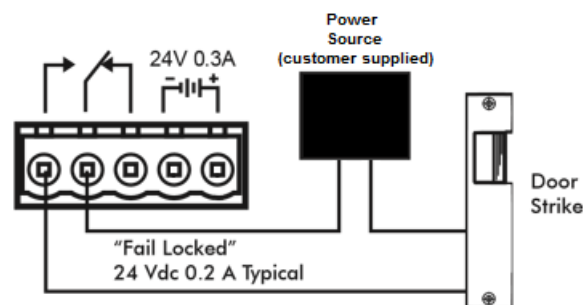 Power
Source
(customer supplied)
24V 0.3A
- +
Door
Strike
“Fail Locked”
24 Vdc 0.2 A Typical